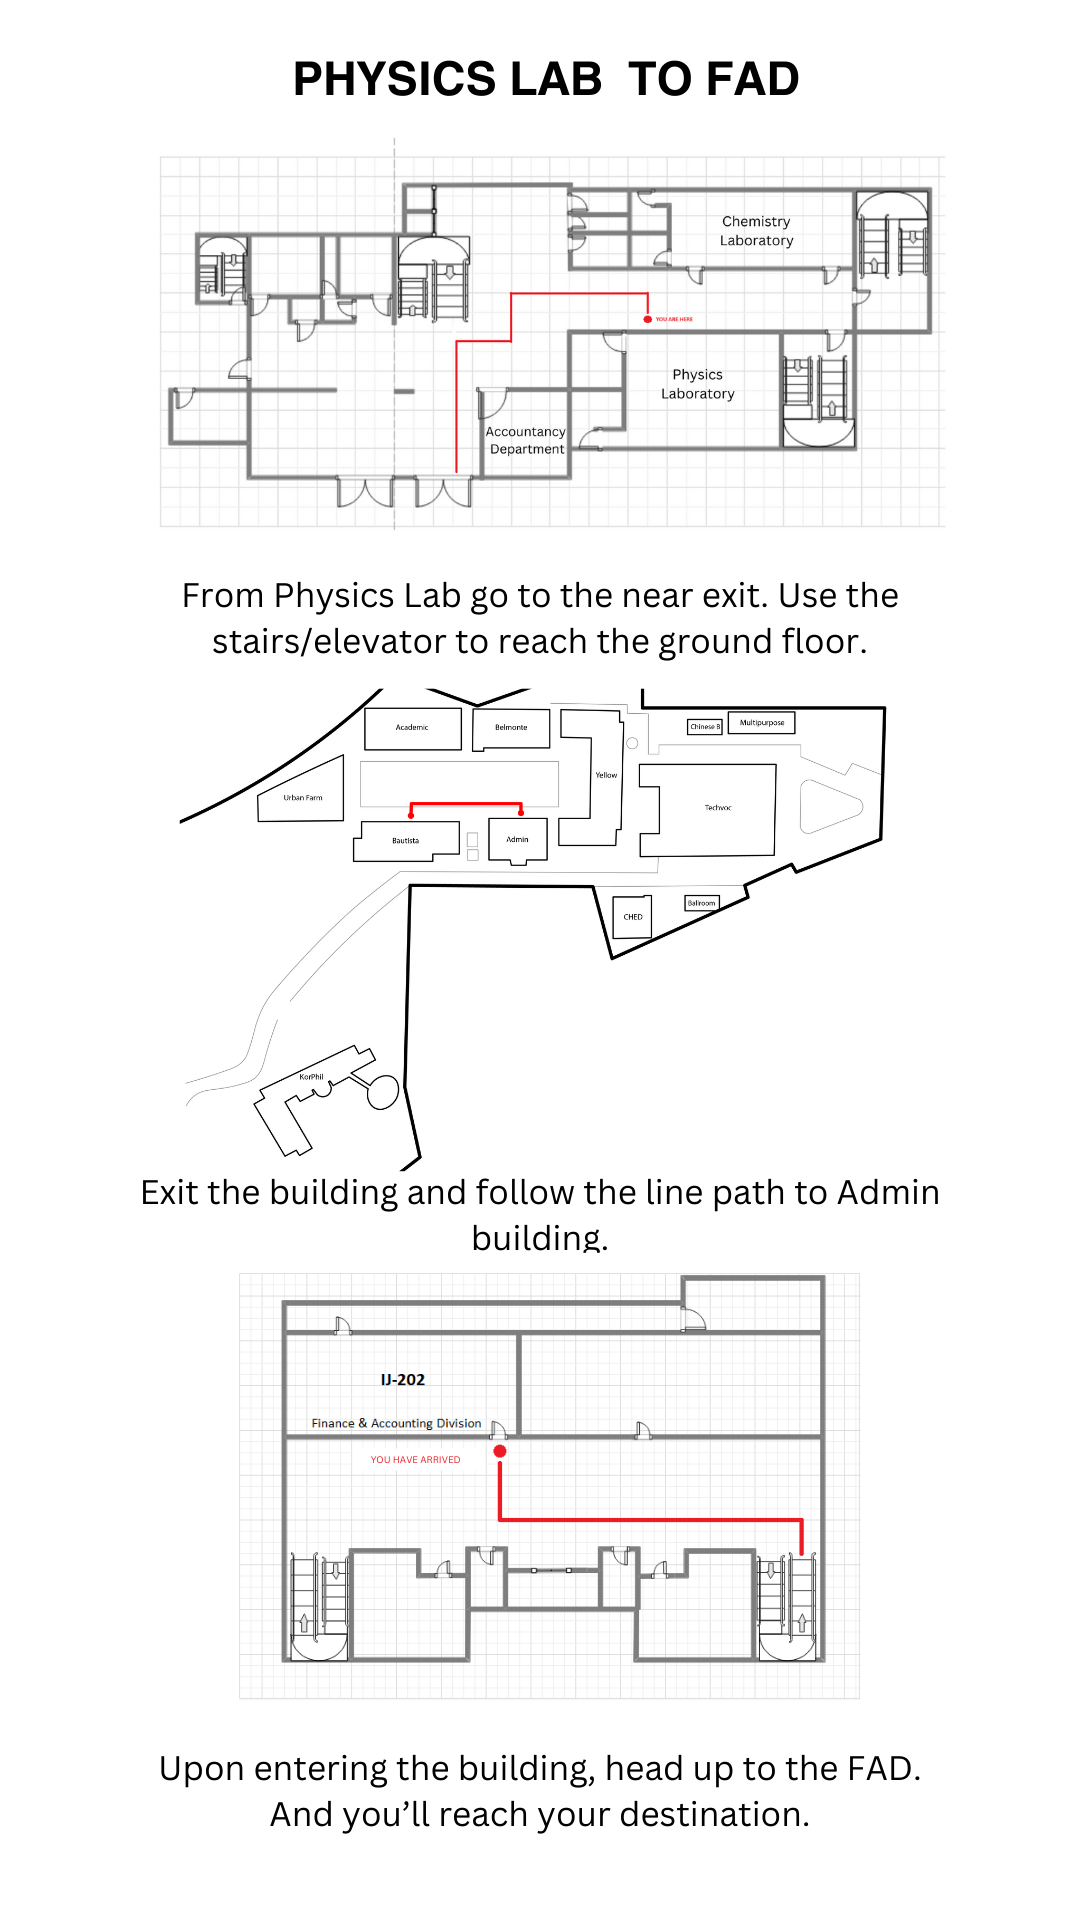 PHYSICS LAB TO FAD
Chemistry
Laboratory
YOU ARE HERE
Physics
Laboratory
Accountancy
Department
From Physics Lab go to the near exit. Use the
stairs/elevator to reach the ground floor.
Academic
Belmonte
Chinese B
Multipurpose
Yellow
Urban Farm
Techvoc
Bautista
Admin
CHED
Ballroom
KorPhil
Exit the building and follow the line path to Admin
building.
IJ-202
Finance & Accounting Division
YOU HAVE ARRIVED
Upon entering the building, head up to the FAD.
And you’ll reach your destination.